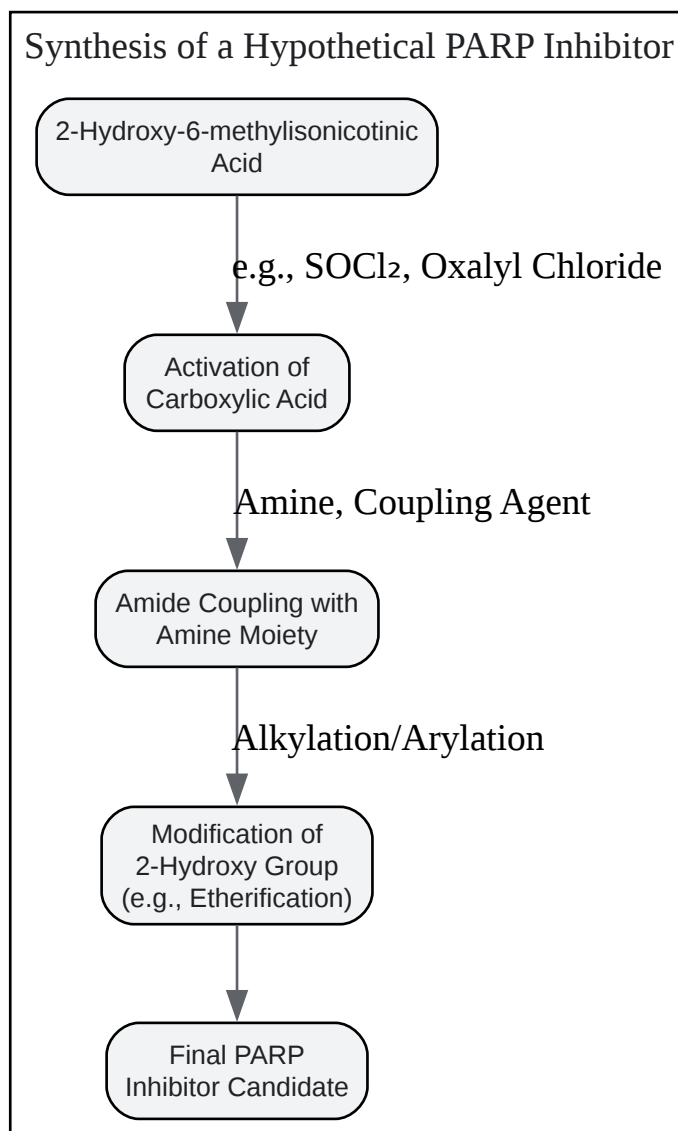 Synthesis of a Hypothetical PARP Inhibitor
2-Hydroxy-6-methylisonicotinic
Acid
e.g., SOCl₂, Oxalyl Chloride
Activation of
Carboxylic Acid
Amine, Coupling Agent
Amide Coupling with
Amine Moiety
Alkylation/Arylation
Modification of
2-Hydroxy Group
(e.g., Etherification)
Final PARP
Inhibitor Candidate